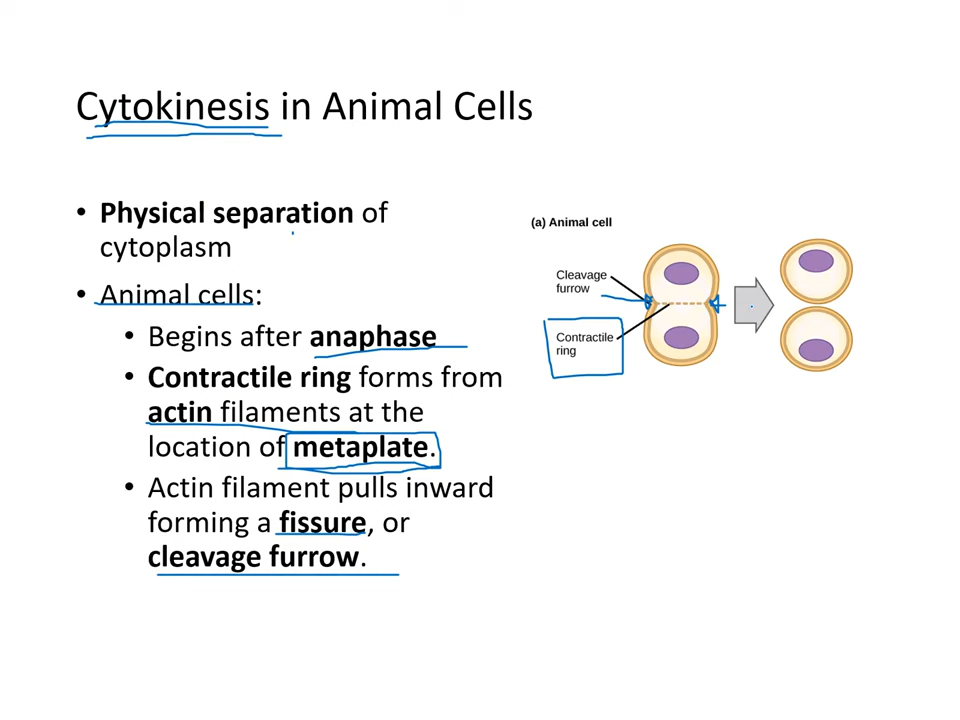 Cytokinesis in Animal Cells
• Physical separation of
cytoplasm
• Animal cells:
• Begins after anaphase
• Contractile ring forms from
actin filaments at the
location of metaplate.
• Actin filament pulls inward
forming a fissure, or
cleavage furrow.
(a) Animal cell
Cleavage
furrow
Contractile
ring